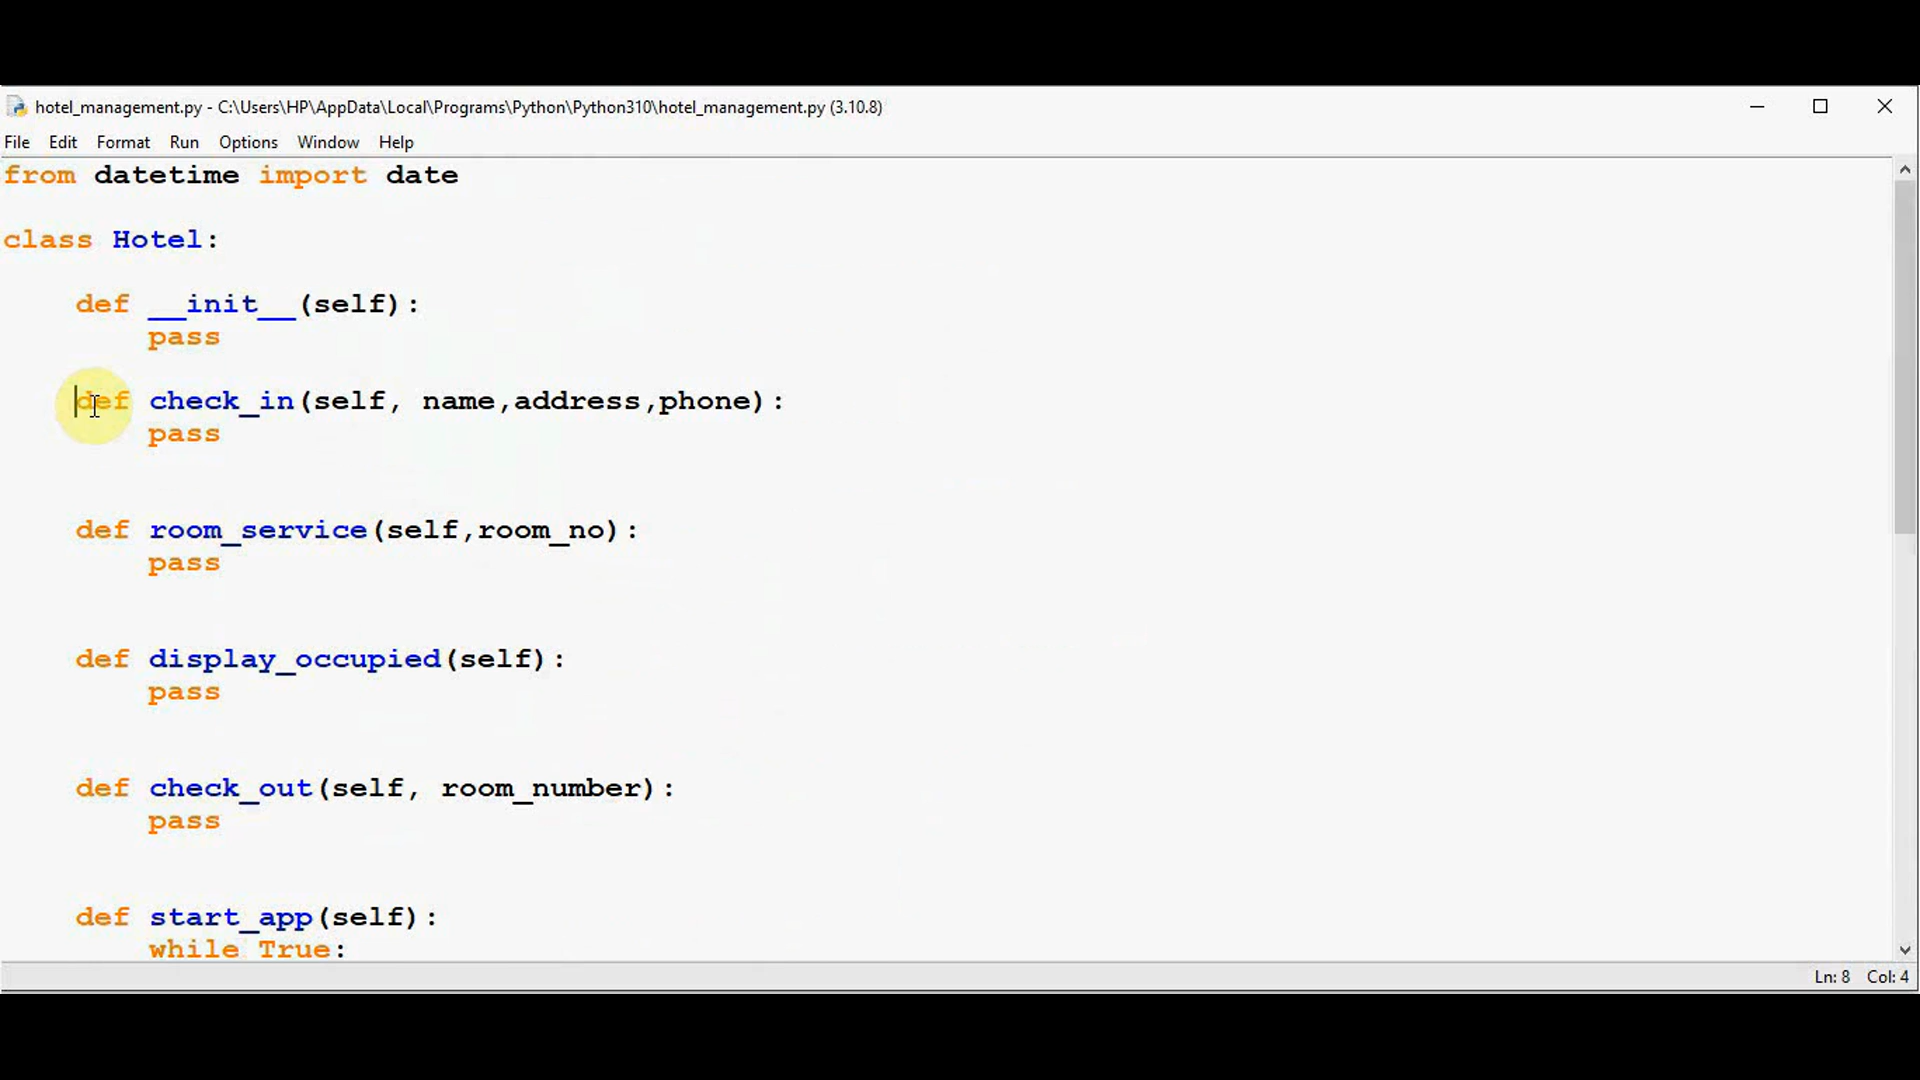 hotel_management.py - C:\Users\HP\AppData\Local\Programs\Python\Python310\hotel_management.py (3.10.8)
File Edit Format Run Options Window Help
from datetime import date
class Hotel:
    def __init__(self):
        pass
    def check_in(self, name,address,phone):
        pass
    def room_service(self,room_no):
        pass
    def display_occupied(self):
        pass
    def check_out(self, room_number):
        pass
    def start_app(self):
        while True:
Ln: 8 Col: 4